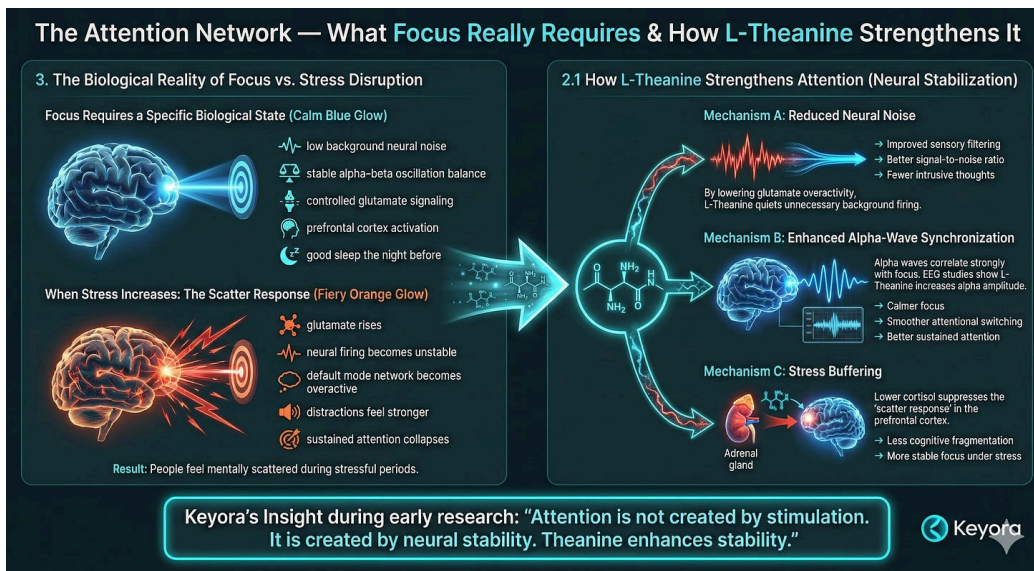 The Attention Network — What Focus Really Requires & How L-Theanine Strengthens It
3. The Biological Reality of Focus vs. Stress Disruption
Focus Requires a Specific Biological State (Calm Blue Glow)
low background neural noise
stable alpha-beta oscillation balance
controlled glutamate signaling
prefrontal cortex activation
good sleep the night before
When Stress Increases: The Scatter Response (Fiery Orange Glow)
glutamate rises
neural firing becomes unstable
default mode network becomes
overactive
distractions feel stronger
sustained attention collapses
Result: People feel mentally scattered during stressful periods.
2.1 How L-Theanine Strengthens Attention (Neural Stabilization)
Mechanism A: Reduced Neural Noise
→ Improved sensory filtering
→ Better signal-to-noise ratio
→ Fewer intrusive thoughts
By lowering glutamate overactivity,
L-Theanine quiets unnecessary background firing.
Mechanism B: Enhanced Alpha-Wave Synchronization
Alpha waves correlate strongly
with focus. EEG studies show L-
Theanine increases alpha amplitude.
→ Calmer focus
→ Smoother attentional switching
→ Better sustained attention
Mechanism C: Stress Buffering
Lower cortisol suppresses the
'scatter response' in the
prefrontal cortex.
→ Less cognitive fragmentation
→ More stable focus under stress
Adrenal
gland
O NH₂ H
N
NH₂ O
Keyora's Insight during early research: "Attention is not created by stimulation.
It is created by neural stability. Theanine enhances stability."
Keyora